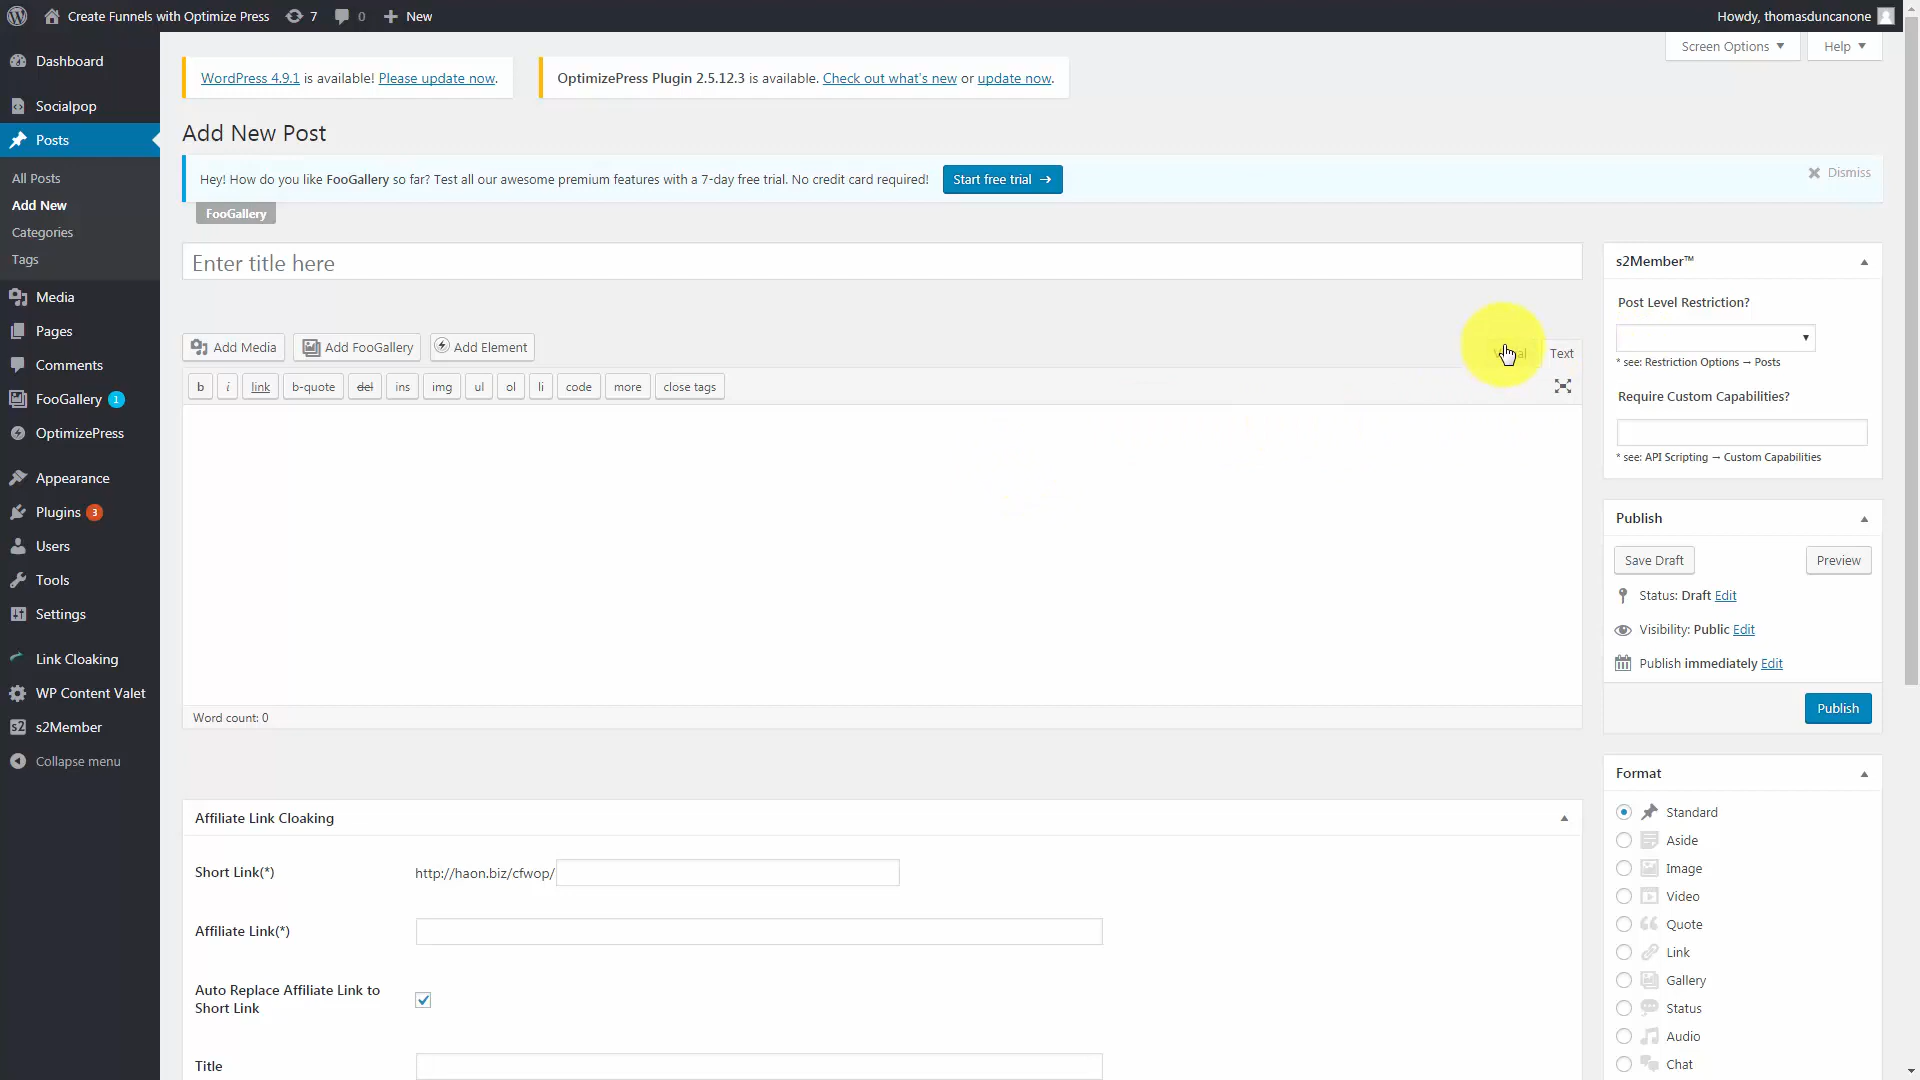 Create Funnels with Optimize Press 7 0 New Howdy, thomasduncanone
Screen Options Help
Dashboard
Socialpop
Posts
All Posts
Add New
Categories
Tags
Media
Pages
Comments
FooGallery 1
OptimizePress
Appearance
Plugins 3
Users
Tools
Settings
Link Cloaking
WP Content Valet
s2Member
Collapse menu
WordPress 4.9.1 is available! Please update now.
OptimizePress Plugin 2.5.12.3 is available. Check out what's new or update now.
Add New Post
Hey! How do you like FooGallery so far? Test all our awesome premium features with a 7-day free trial. No credit card required! Start free trial → Dismiss
FooGallery
Enter title here
Add Media Add FooGallery Add Element Visual Text
b i link b-quote del ins img ul ol li code more close tags
Word count: 0
Affiliate Link Cloaking
Short Link(*) http://haon.biz/cfwop/
Affiliate Link(*)
Auto Replace Affiliate Link to
Short Link
Title
s2Member™
Post Level Restriction?
* see: Restriction Options → Posts
Require Custom Capabilities?
* see: API Scripting → Custom Capabilities
Publish
Save Draft Preview
Status: Draft Edit
Visibility: Public Edit
Publish immediately Edit
Publish
Format
Standard
Aside
Image
Video
Quote
Link
Gallery
Status
Audio
Chat